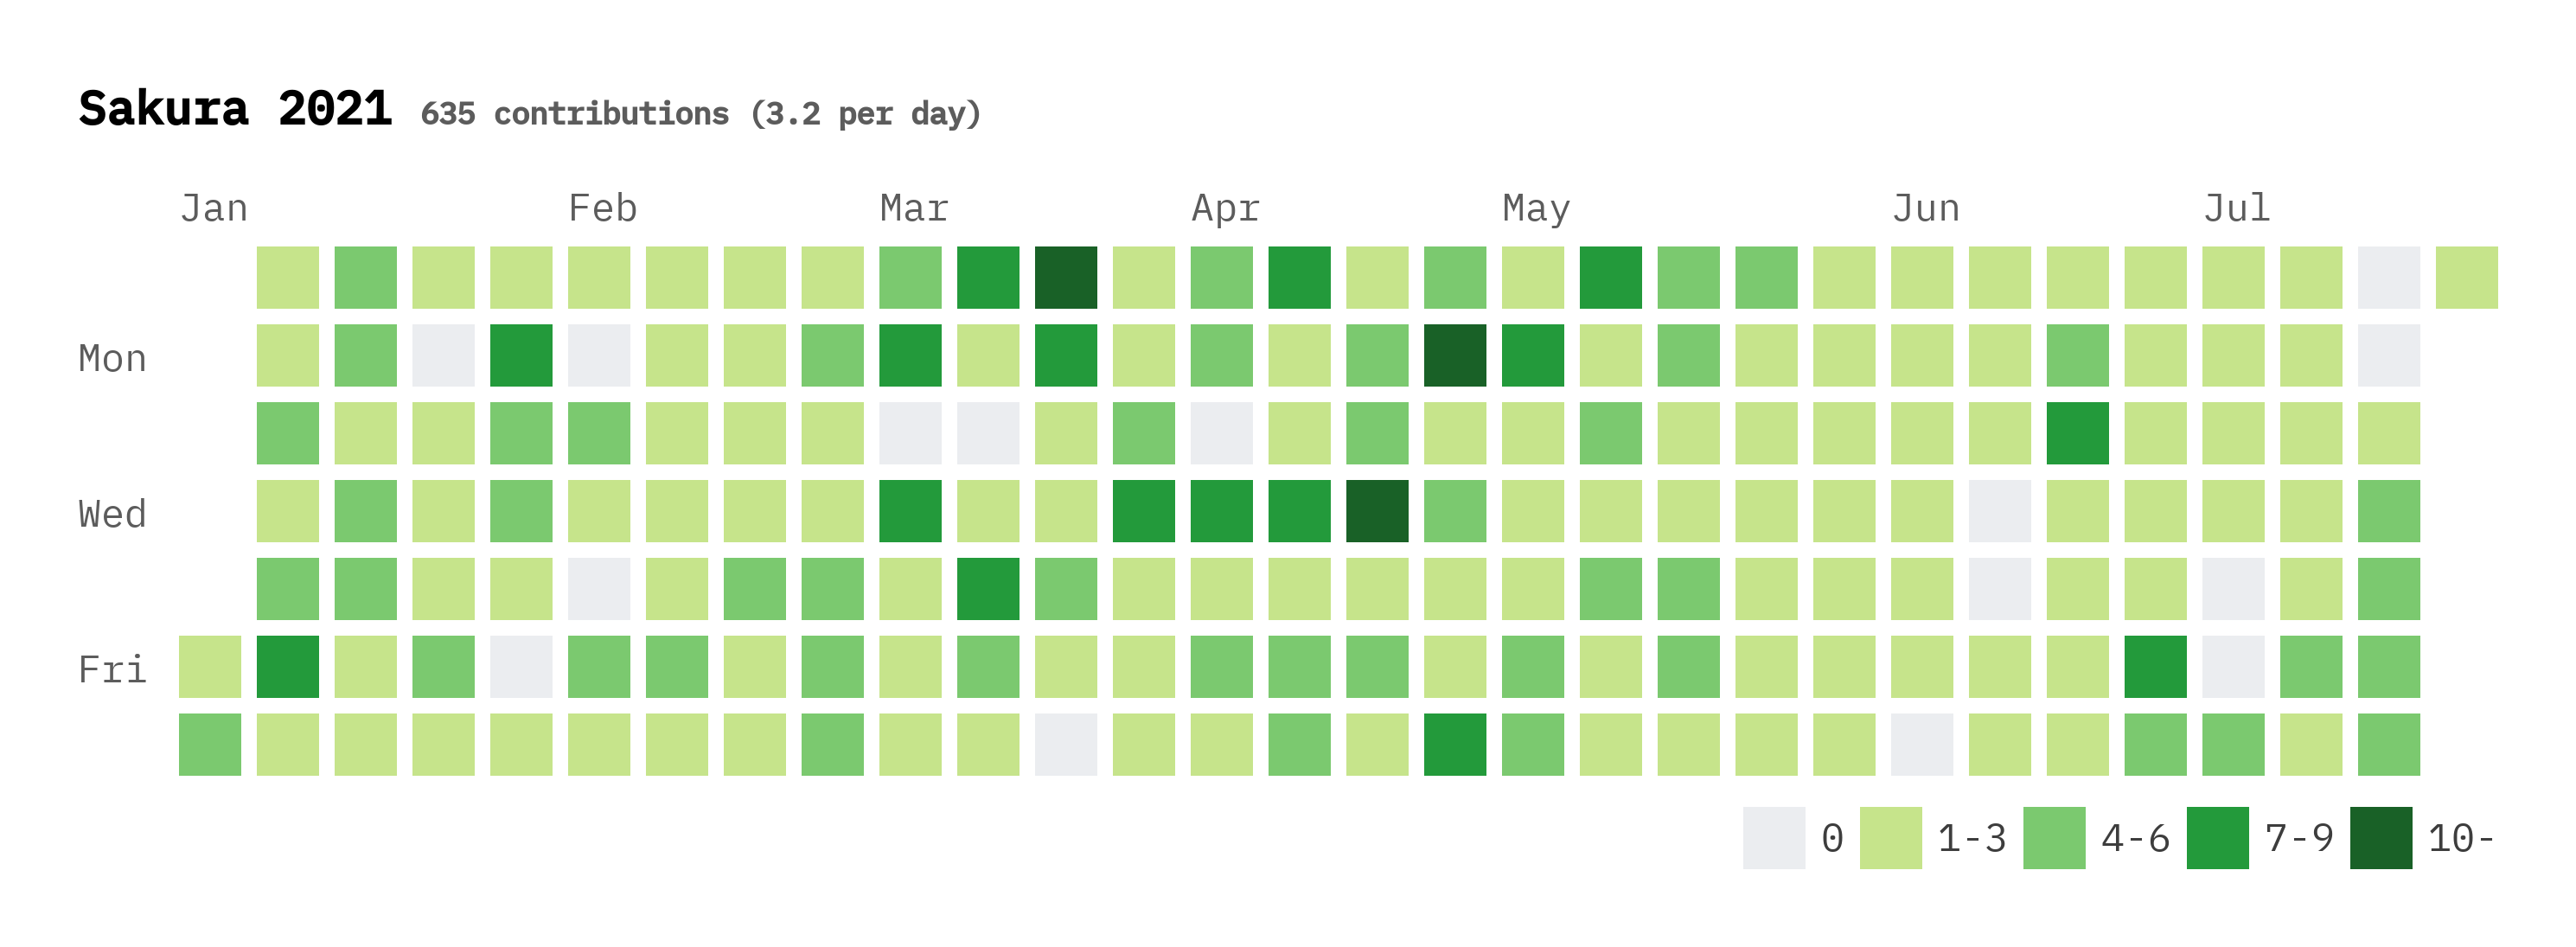 Sakura 2021 635 contributions (3.2 per day)
Jan Feb Mar Apr May Jun Jul
Mon
Wed
Fri
0 1-3 4-6 7-9 10-